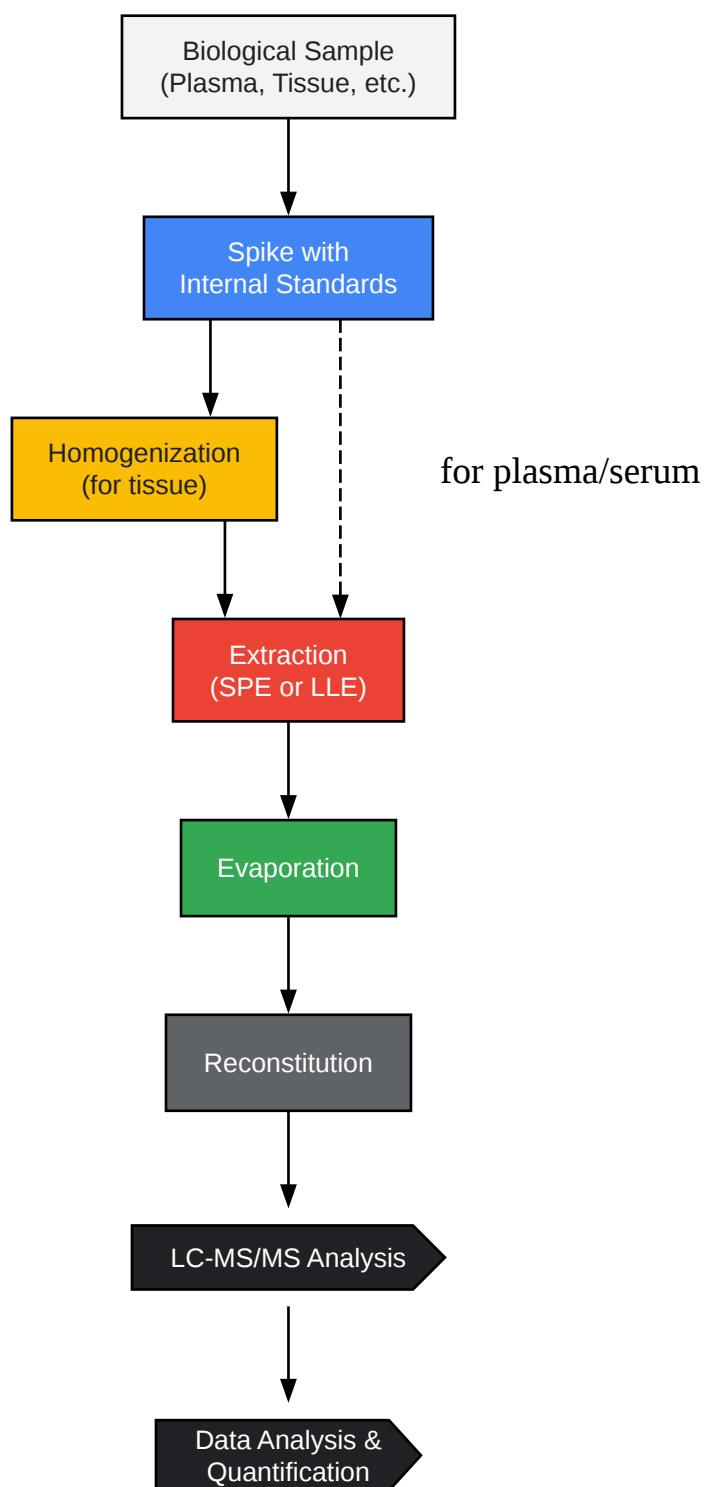 Biological Sample
(Plasma, Tissue, etc.)
Spike with
Internal Standards
Homogenization
(for tissue)
for plasma/serum
Extraction
(SPE or LLE)
Evaporation
Reconstitution
LC-MS/MS Analysis
Data Analysis &
Quantification